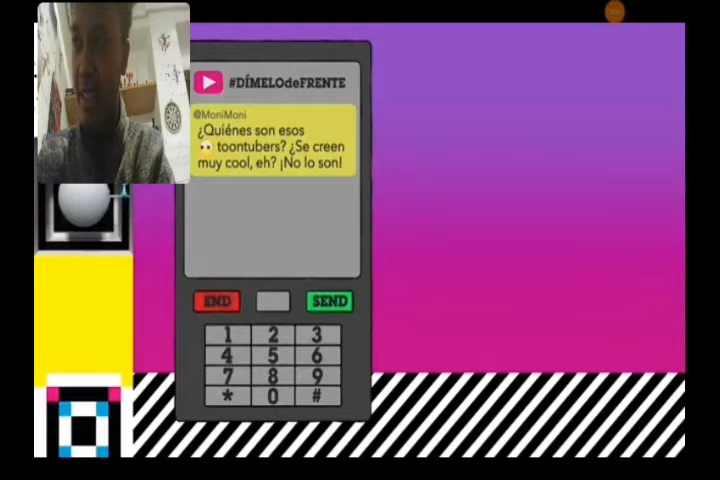 #DÍMELOdeFRENTE
@MoniMoni
¿Quiénes son esos
toontubers? ¿Se creen
muy cool, eh? ¡No lo son!
END SEND
1 2 3
4 5 6
7 8 9
* 0 #